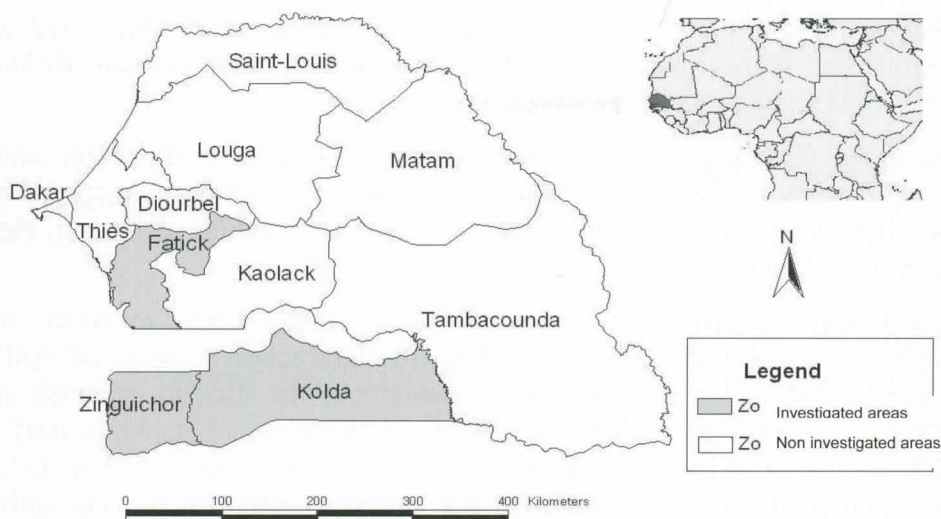 Saint-Louis
Louga
Matam
Dakar
Diourbel
Thiès
Fatick
Kaolack
Tambacounda
Kolda
Zinguichor
N
Legend
Zo Investigated areas
Zo Non investigated areas
0 100 200 300 400 Kilometers